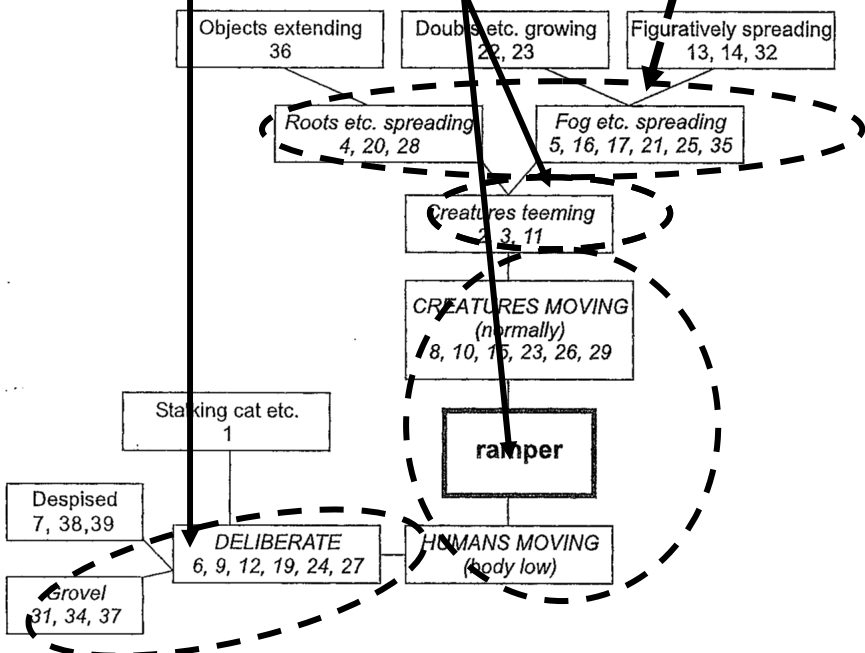 Objects extending
36
Doubts etc. growing
22, 23
Figuratively spreading
13, 14, 32
Roots etc. spreading
4, 20, 28
Fog etc. spreading
5, 16, 17, 21, 25, 35
Creatures teeming
2, 3, 11
CREATURES MOVING
(normally)
8, 10, 15, 23, 26, 29
Stalking cat etc.
1
ramper
Despised
7, 38,39
DELIBERATE
6, 9, 12, 19, 24, 27
HUMANS MOVING
(body low)
Grovel
31, 34, 37